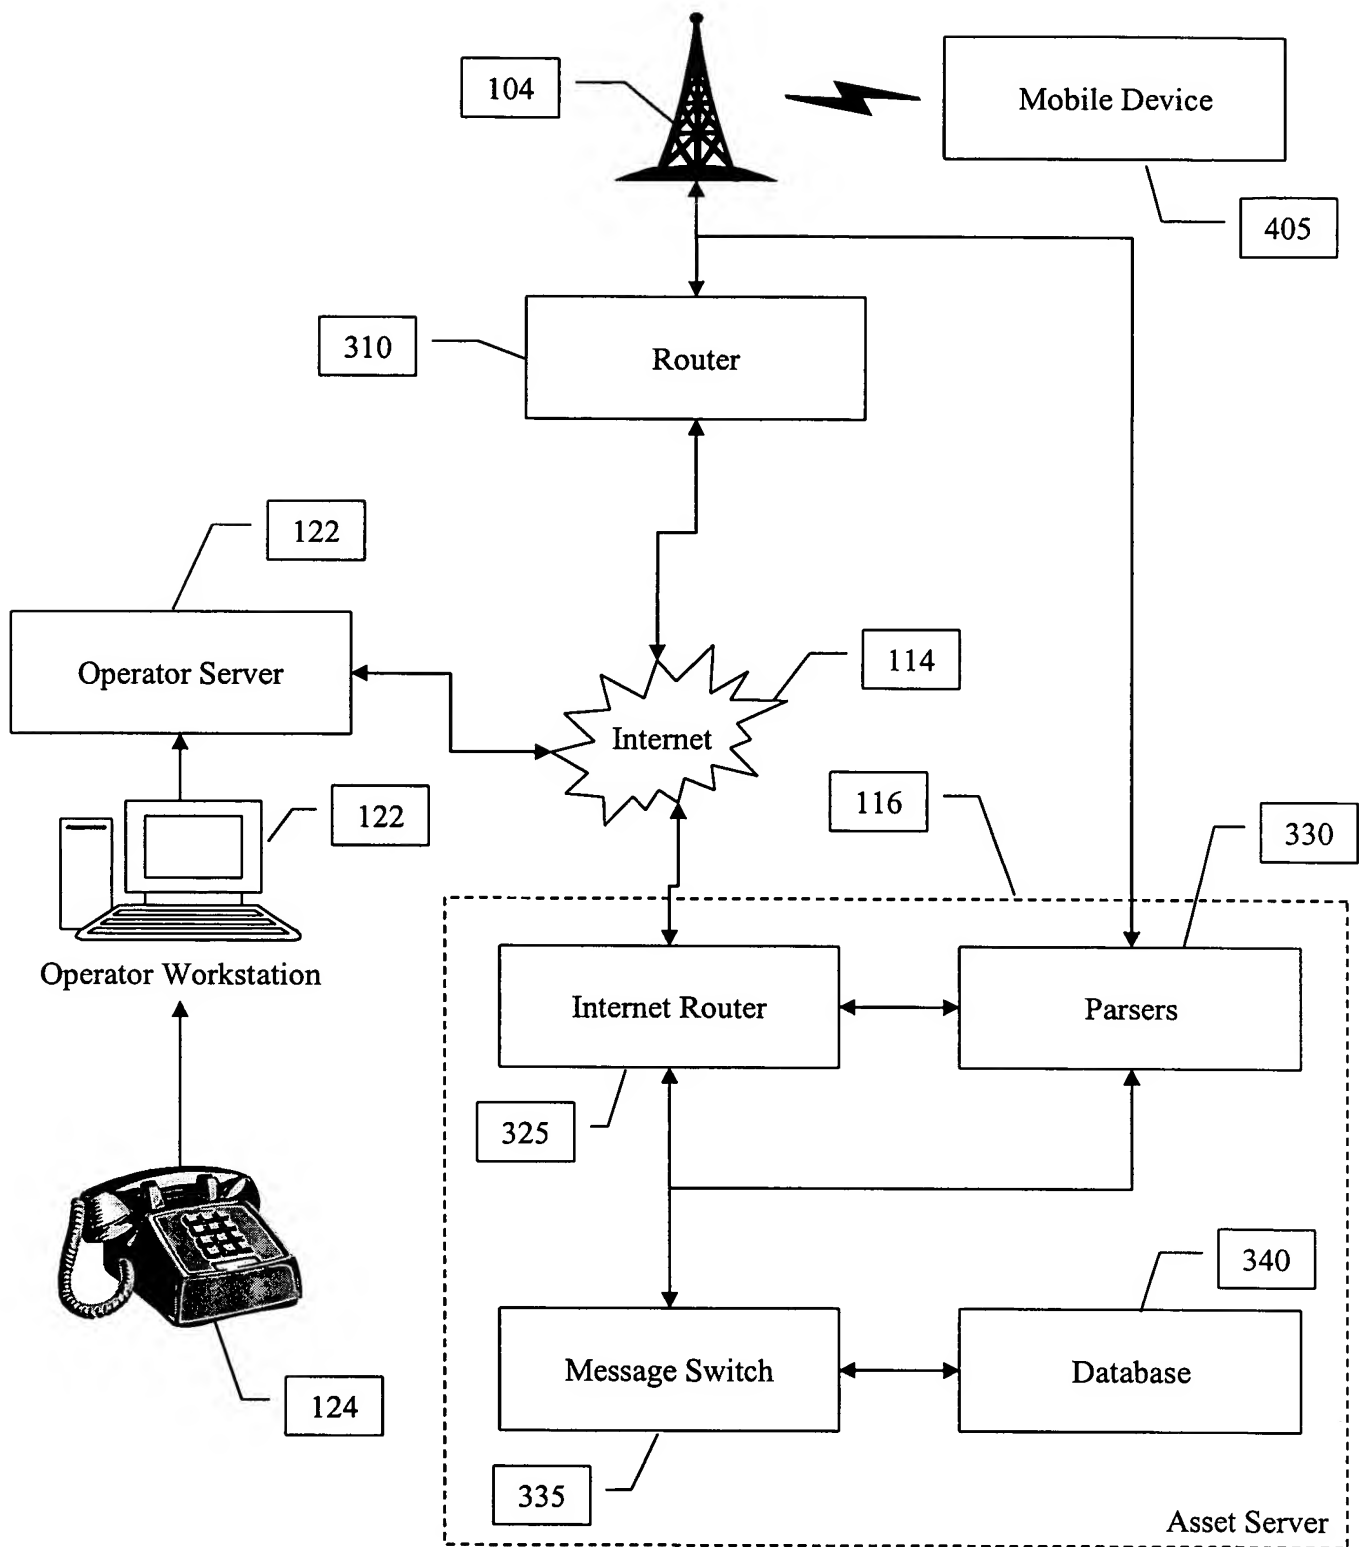 104
Mobile Device
405
310
Router
122
Operator Server
114
Internet
122
116
330
Operator Workstation
Internet Router
Parsers
325
340
Message Switch
Database
124
335
Asset Server